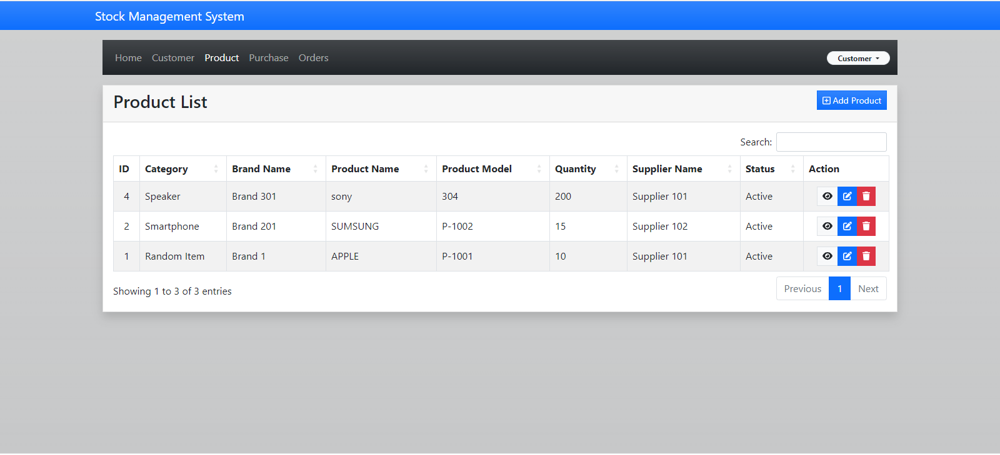 Stock Management System
Home Customer Product Purchase Orders Customer
Product List Add Product
Search:
ID Category Brand Name Product Name Product Model Quantity Supplier Name Status Action
4 Speaker Brand 301 sony 304 200 Supplier 101 Active
2 Smartphone Brand 201 SUMSUNG P-1002 15 Supplier 102 Active
1 Random Item Brand 1 APPLE P-1001 10 Supplier 101 Active
Showing 1 to 3 of 3 entries Previous 1 Next